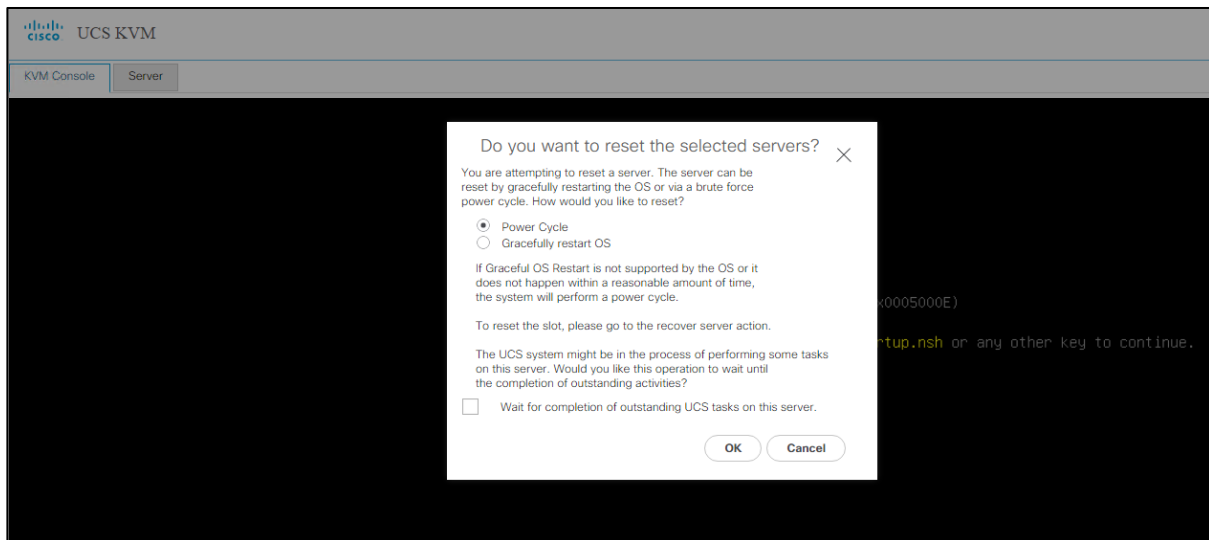 cisco UCS KVM
KVM Console Server
Do you want to reset the selected servers?
You are attempting to reset a server. The server can be
reset by gracefully restarting the OS or via a brute force
power cycle. How would you like to reset?
Power Cycle
Gracefully restart OS
If Graceful OS Restart is not supported by the OS or it
does not happen within a reasonable amount of time,
the system will perform a power cycle.
x0005000E)
To reset the slot, please go to the recover server action.
rtup.nsh or any other key to continue.
The UCS system might be in the process of performing some tasks
on this server. Would you like this operation to wait until
the completion of outstanding activities?
Wait for completion of outstanding UCS tasks on this server.
OK Cancel